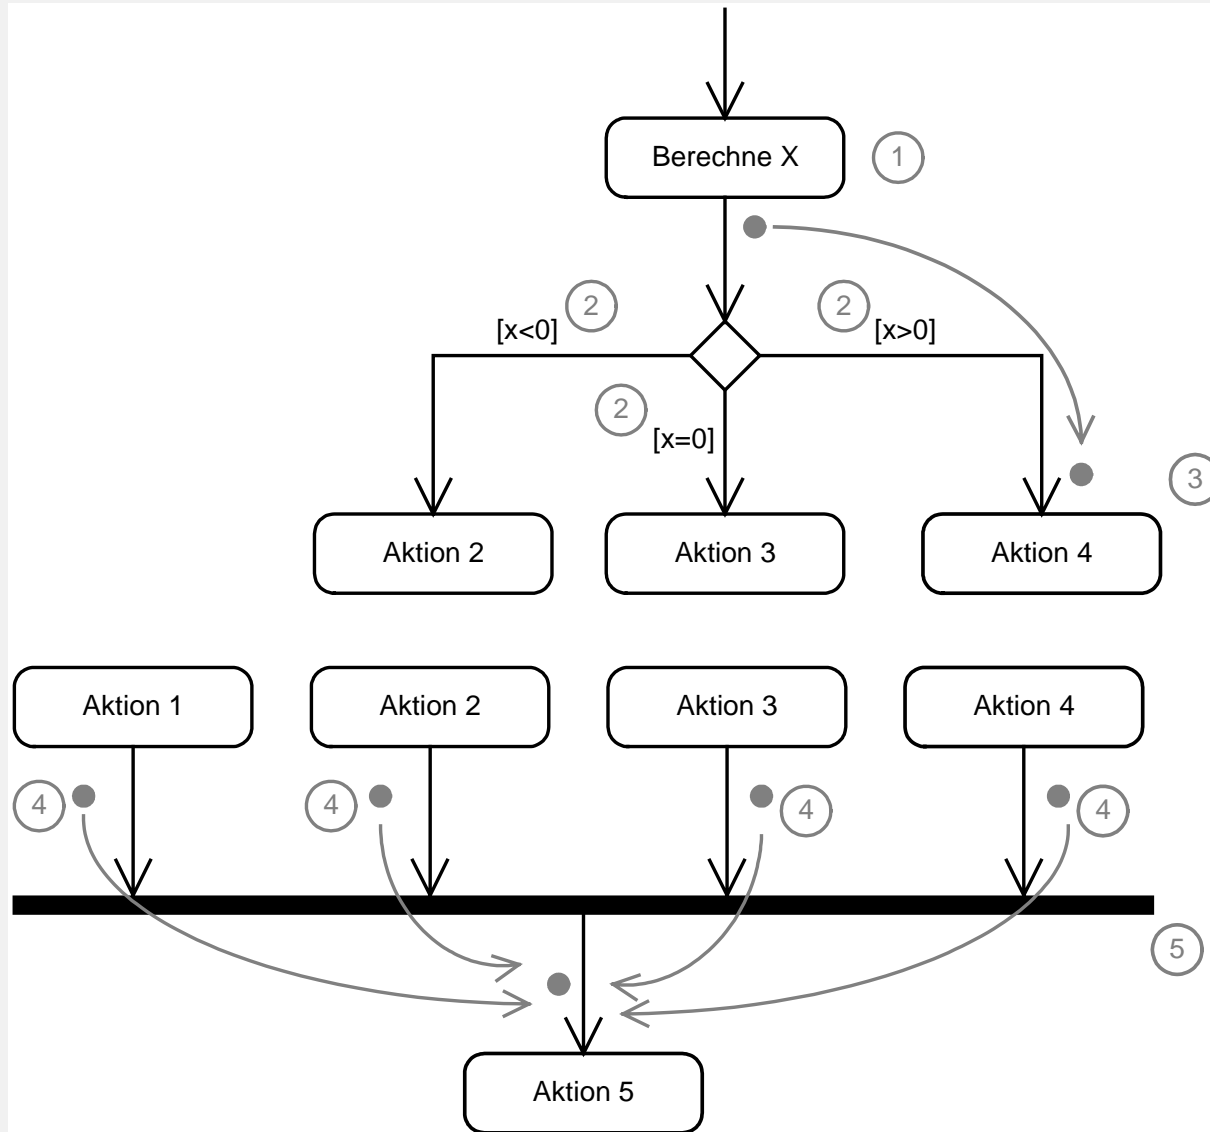 Berechne X
1
2
2
[x<0]
[x>0]
2
[x=0]
3
Aktion 2
Aktion 3
Aktion 4
Aktion 1
Aktion 2
Aktion 3
Aktion 4
4
4
4
4
5
Aktion 5